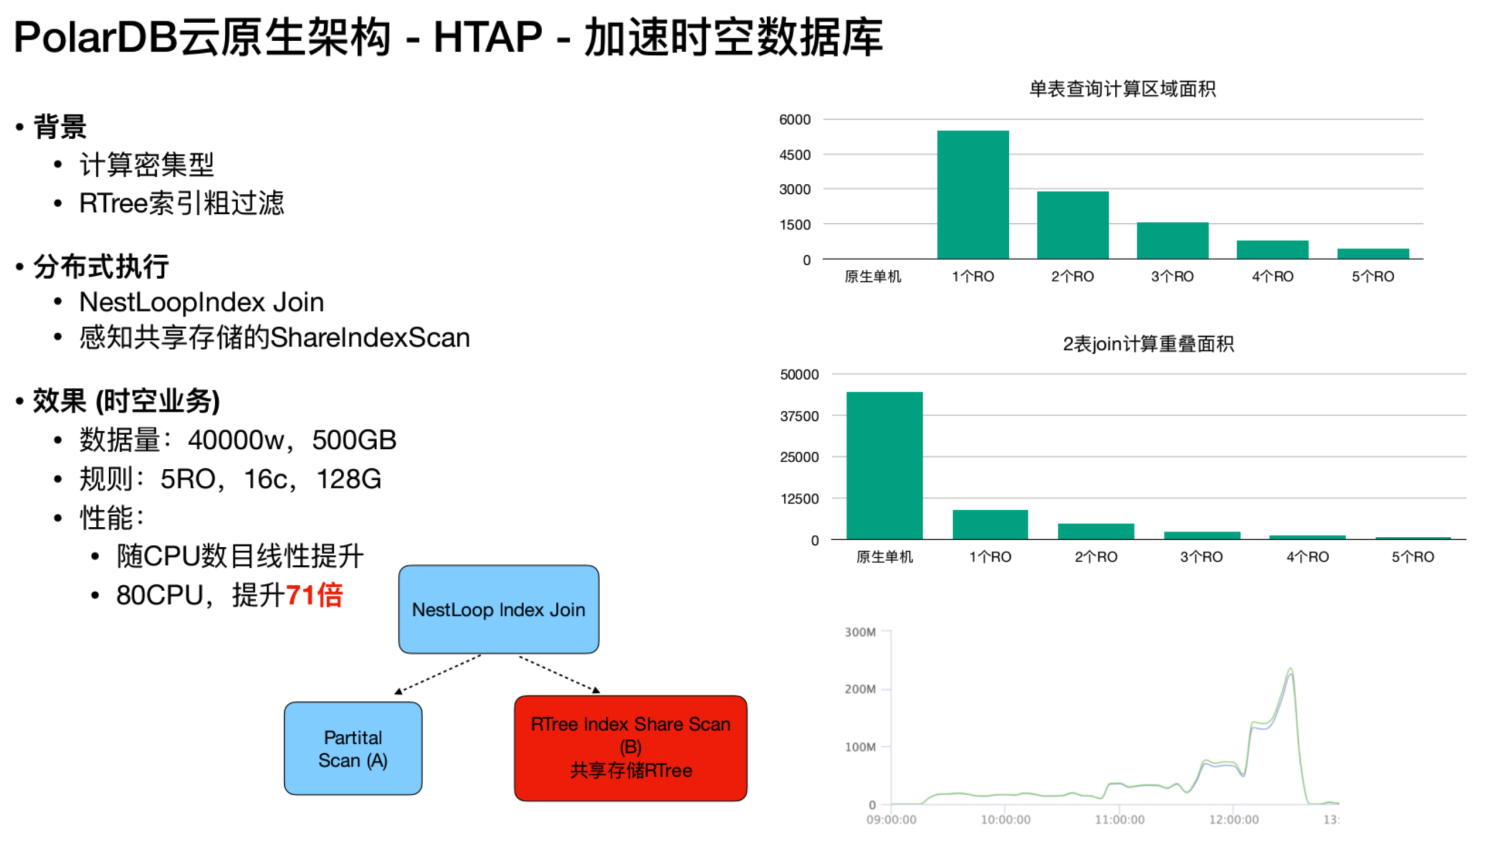 PolarDB云原生架构 - HTAP - 加速时空数据库
• 背景
• 计算密集型
• RTree索引粗过滤
• 分布式执行
• NestLoopIndex Join
• 感知共享存储的ShareIndexScan
• 效果 (时空业务)
• 数据量：40000w，500GB
• 规则：5RO，16c，128G
• 性能：
• 随CPU数目线性提升
• 80CPU，提升71倍
NestLoop Index Join
Partital
Scan (A)
RTree Index Share Scan
(B)
共享存储RTree
单表查询计算区域面积
6000
4500
3000
1500
0
原生单机 1个RO 2个RO 3个RO 4个RO 5个RO
2表join计算重叠面积
50000
37500
25000
12500
0
原生单机 1个RO 2个RO 3个RO 4个RO 5个RO
300M
200M
100M
0
09:00:00 10:00:00 11:00:00 12:00:00 13: